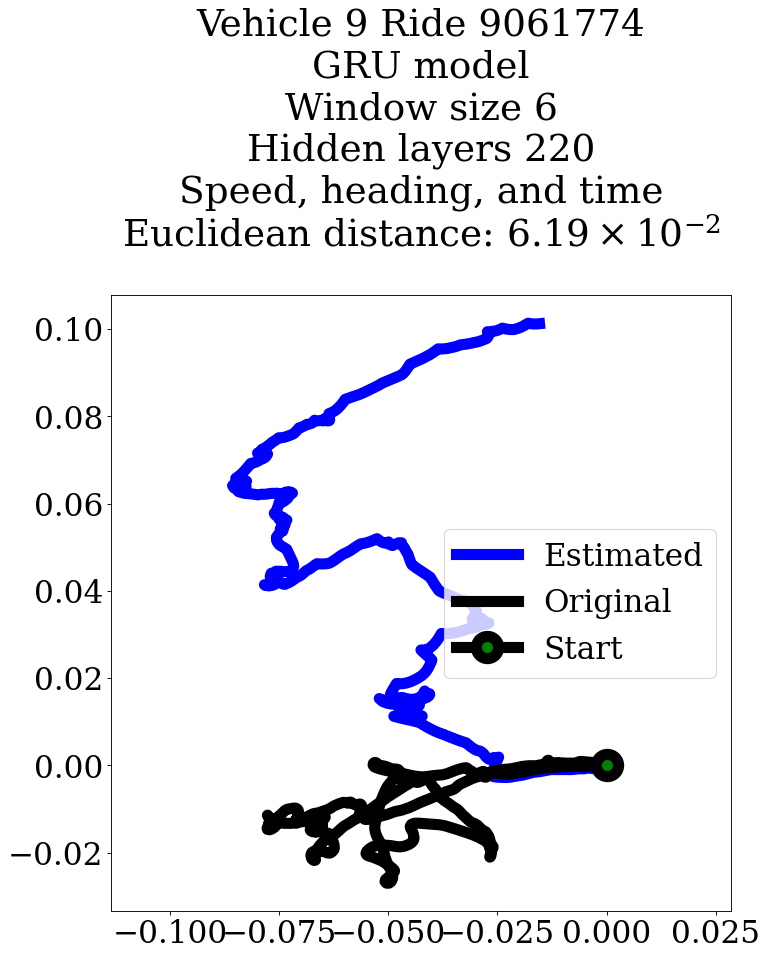 Vehicle 9 Ride 9061774
GRU model
Window size 6
Hidden layers 220
Speed, heading, and time
Euclidean distance: 6.19 × 10⁻²
0.10
0.08
0.06
0.04
0.02
0.00
−0.02
Estimated
Original
Start
−0.100 −0.075 −0.050 −0.025 0.000 0.025